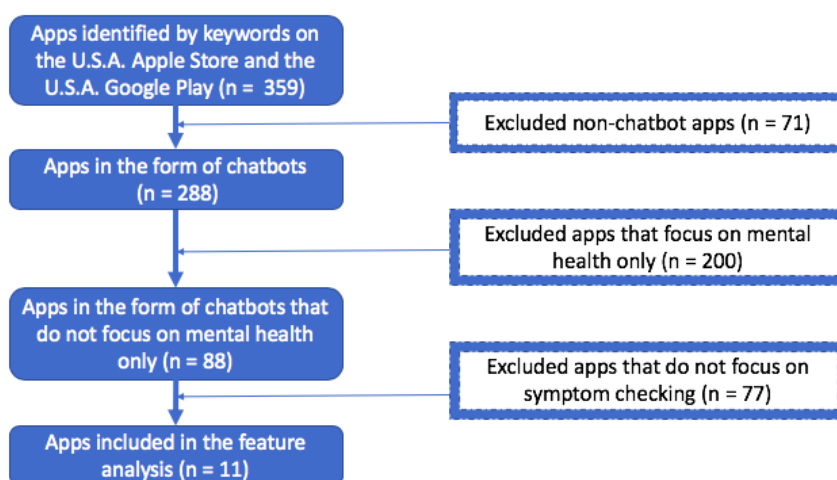 Apps identified by keywords on
the U.S.A. Apple Store and the
U.S.A. Google Play (n =  359)
Excluded non-chatbot apps (n = 71)
Apps in the form of chatbots
(n = 288)
Excluded apps that focus on mental
health only (n = 200)
Apps in the form of chatbots that
do not focus on mental health
only (n = 88)
Excluded apps that do not focus on
symptom checking (n = 77)
Apps included in the feature
analysis (n = 11)